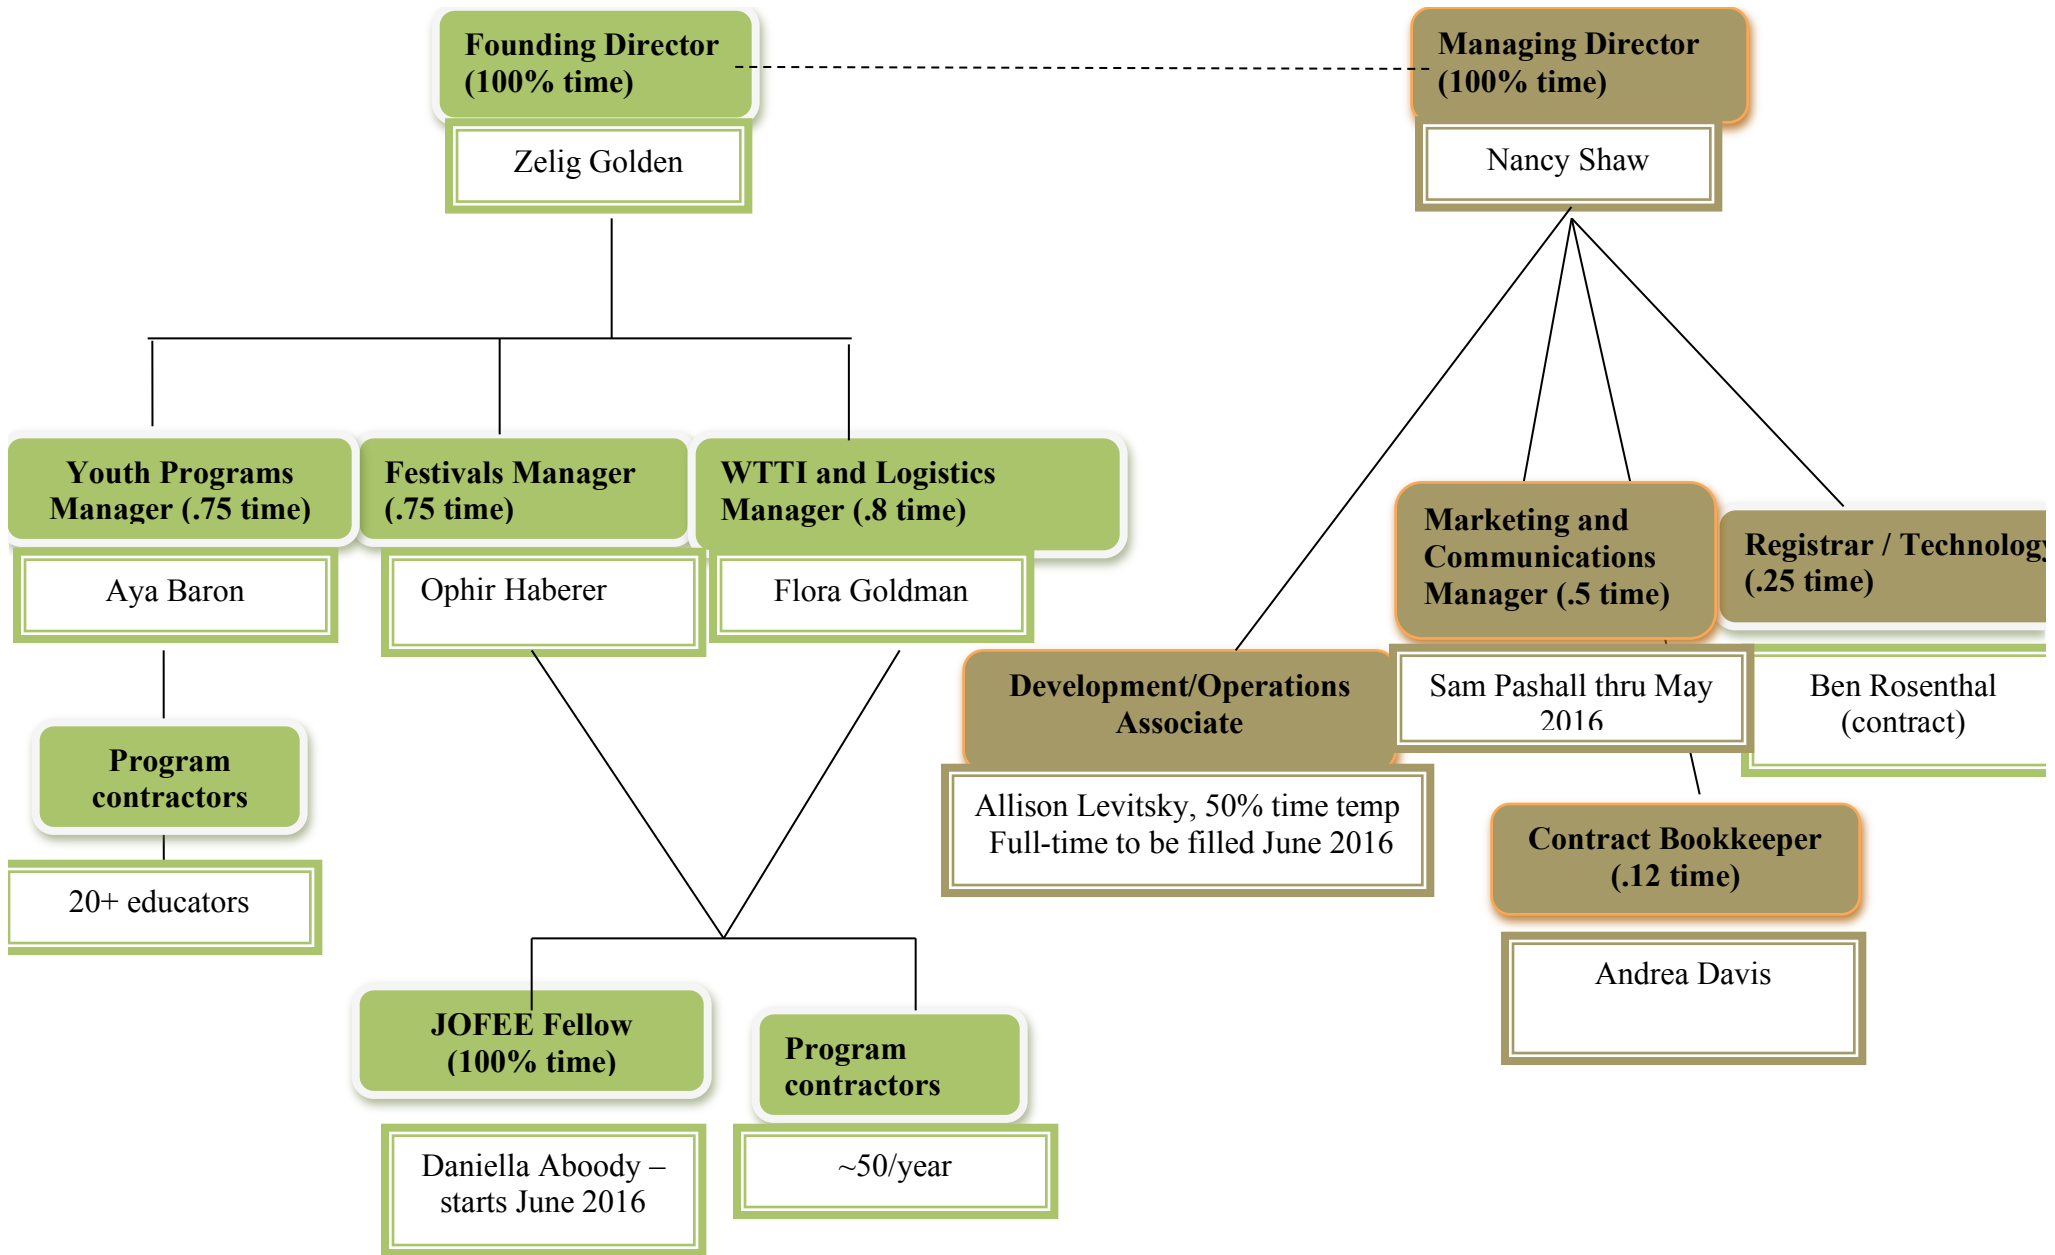 Founding Director
(100% time)
Zelig Golden
Managing Director
(100% time)
Nancy Shaw
Youth Programs
Manager (.75 time)
Aya Baron
Festivals Manager
(.75 time)
Ophir Haberer
WTTI and Logistics
Manager (.8 time)
Flora Goldman
Marketing and
Communications
Manager (.5 time)
Sam Pashall thru May
2016
Registrar / Technology
(.25 time)
Ben Rosenthal
(contract)
Development/Operations
Associate
Allison Levitsky, 50% time temp
Full-time to be filled June 2016
Program
contractors
20+ educators
Contract Bookkeeper
(.12 time)
Andrea Davis
JOFEE Fellow
(100% time)
Daniella Aboody –
starts June 2016
Program
contractors
~50/year